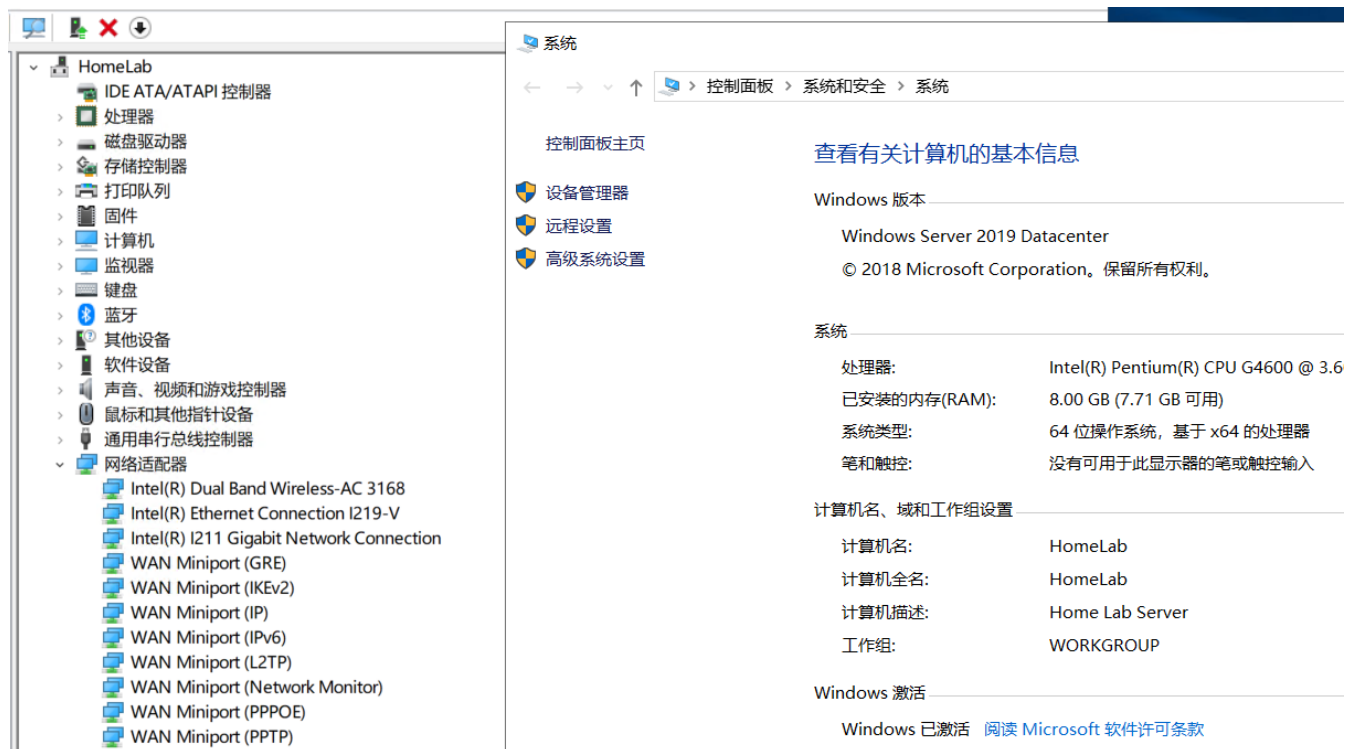 HomeLab
IDE ATA/ATAPI 控制器
处理器
磁盘驱动器
存储控制器
打印队列
固件
计算机
监视器
键盘
蓝牙
其他设备
软件设备
声音、视频和游戏控制器
鼠标和其他指针设备
通用串行总线控制器
网络适配器
Intel(R) Dual Band Wireless-AC 3168
Intel(R) Ethernet Connection I219-V
Intel(R) I211 Gigabit Network Connection
WAN Miniport (GRE)
WAN Miniport (IKEv2)
WAN Miniport (IP)
WAN Miniport (IPv6)
WAN Miniport (L2TP)
WAN Miniport (Network Monitor)
WAN Miniport (PPPOE)
WAN Miniport (PPTP)
系统
控制面板 > 系统和安全 > 系统
控制面板主页
设备管理器
远程设置
高级系统设置
查看有关计算机的基本信息
Windows 版本
Windows Server 2019 Datacenter
© 2018 Microsoft Corporation。保留所有权利。
系统
处理器: Intel(R) Pentium(R) CPU G4600 @ 3.6
已安装的内存(RAM): 8.00 GB (7.71 GB 可用)
系统类型: 64 位操作系统，基于 x64 的处理器
笔和触控: 没有可用于此显示器的笔或触控输入
计算机名、域和工作组设置
计算机名: HomeLab
计算机全名: HomeLab
计算机描述: Home Lab Server
工作组: WORKGROUP
Windows 激活
Windows 已激活 阅读 Microsoft 软件许可条款